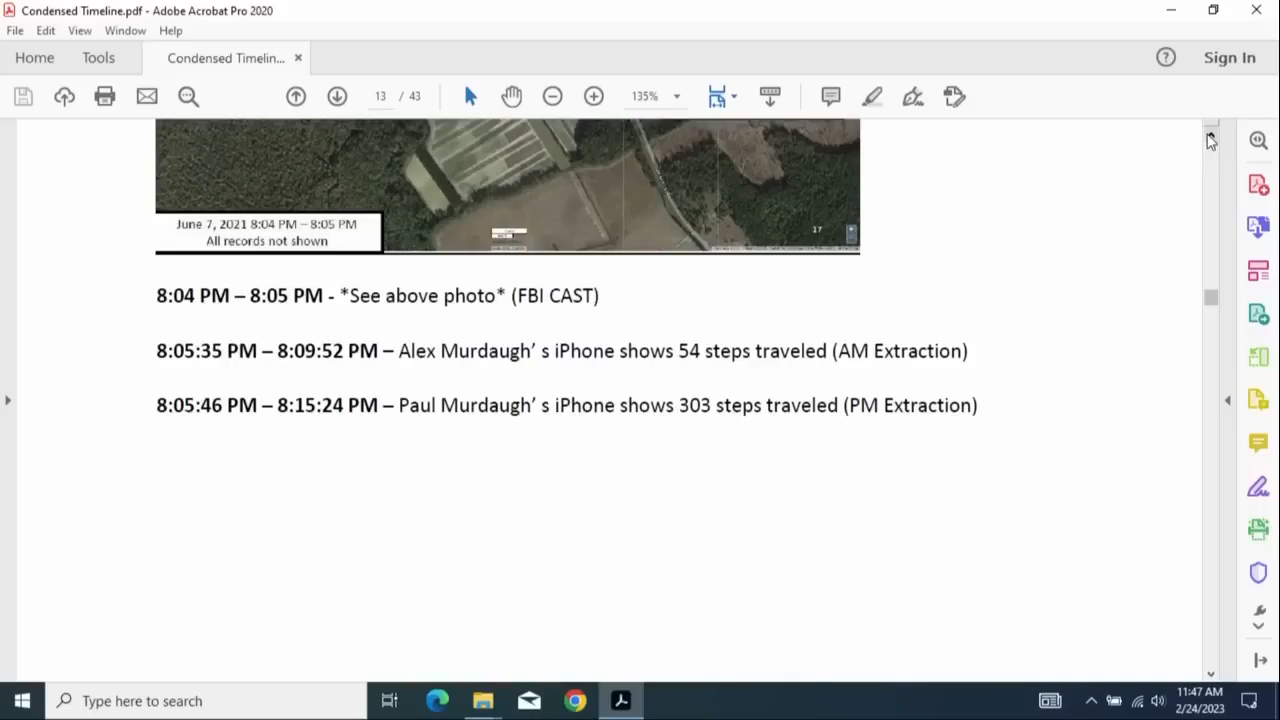 Condensed Timeline.pdf - Adobe Acrobat Pro 2020
File Edit View Window Help
Home Tools Condensed Timelin... Sign In
13 / 43 135%
June 7, 2021 8:04 PM – 8:05 PM
All records not shown
17
8:04 PM – 8:05 PM - *See above photo* (FBI CAST)
8:05:35 PM – 8:09:52 PM – Alex Murdaugh’ s iPhone shows 54 steps traveled (AM Extraction)
8:05:46 PM – 8:15:24 PM – Paul Murdaugh’ s iPhone shows 303 steps traveled (PM Extraction)
Type here to search
11:47 AM
2/24/2023